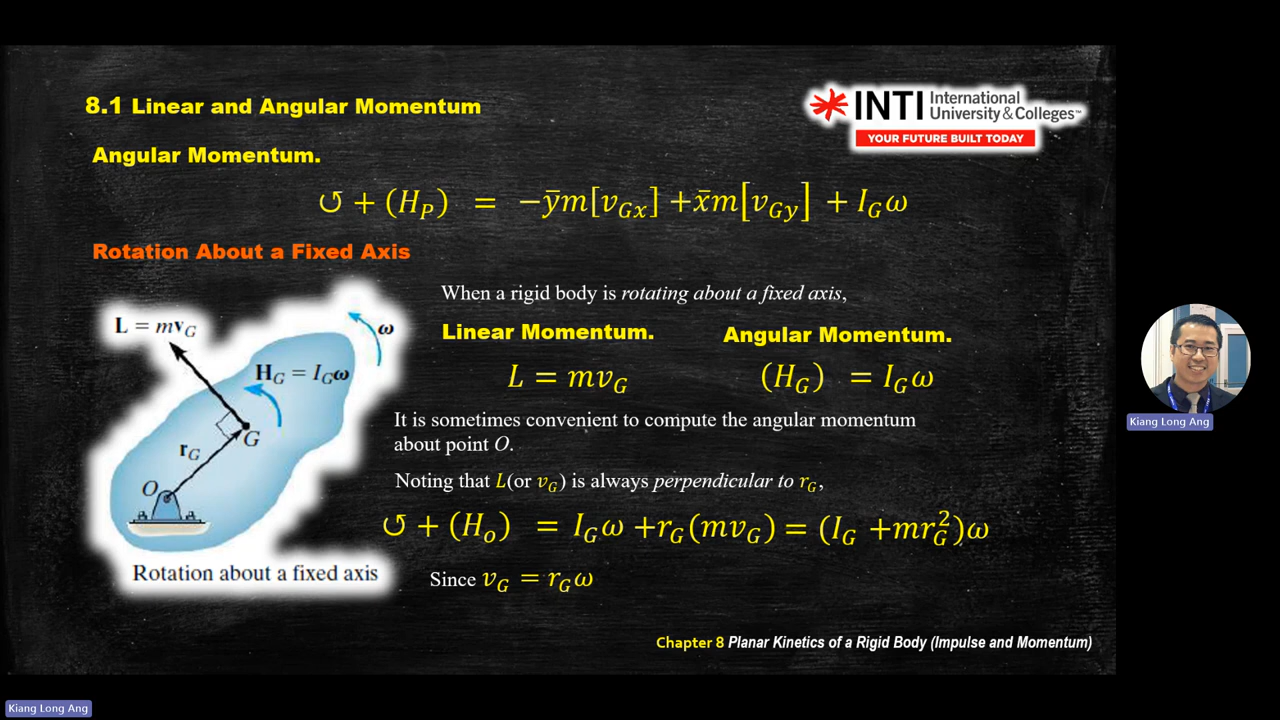 8.1 Linear and Angular Momentum
INTI International
University & Colleges™
YOUR FUTURE BUILT TODAY
Angular Momentum.
↺ + (H_P) = −ȳm[v_Gx] + x̄m[v_Gy] + I_Gω
Rotation About a Fixed Axis
When a rigid body is rotating about a fixed axis,
Linear Momentum. Angular Momentum.
L = mv_G (H_G) = I_Gω
It is sometimes convenient to compute the angular momentum
about point O.
Noting that L(or v_G) is always perpendicular to r_G,
↺ + (H_o) = I_Gω + r_G(mv_G) = (I_G + mr_G²)ω
Since v_G = r_Gω
L = mv_G
ω
H_G = I_Gω
G
r_G
O
Rotation about a fixed axis
Chapter 8 Planar Kinetics of a Rigid Body (Impulse and Momentum)
Kiang Long Ang
Kiang Long Ang